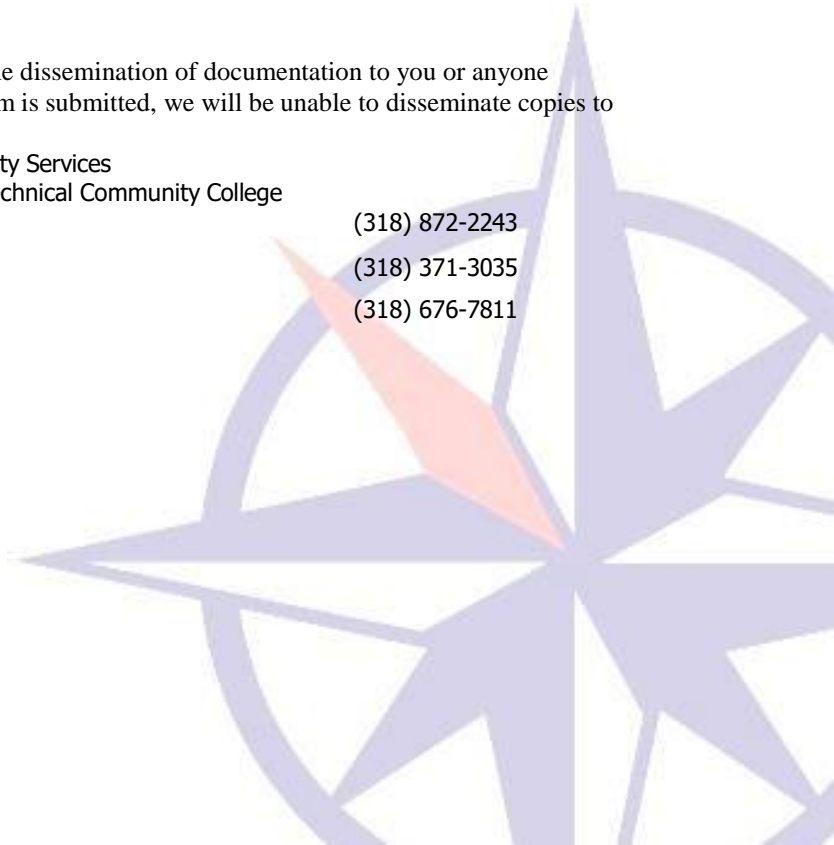 e dissemination of documentation to you or anyone
m is submitted, we will be unable to disseminate copies to
ty Services
chnical Community College
(318) 872-2243
(318) 371-3035
(318) 676-7811